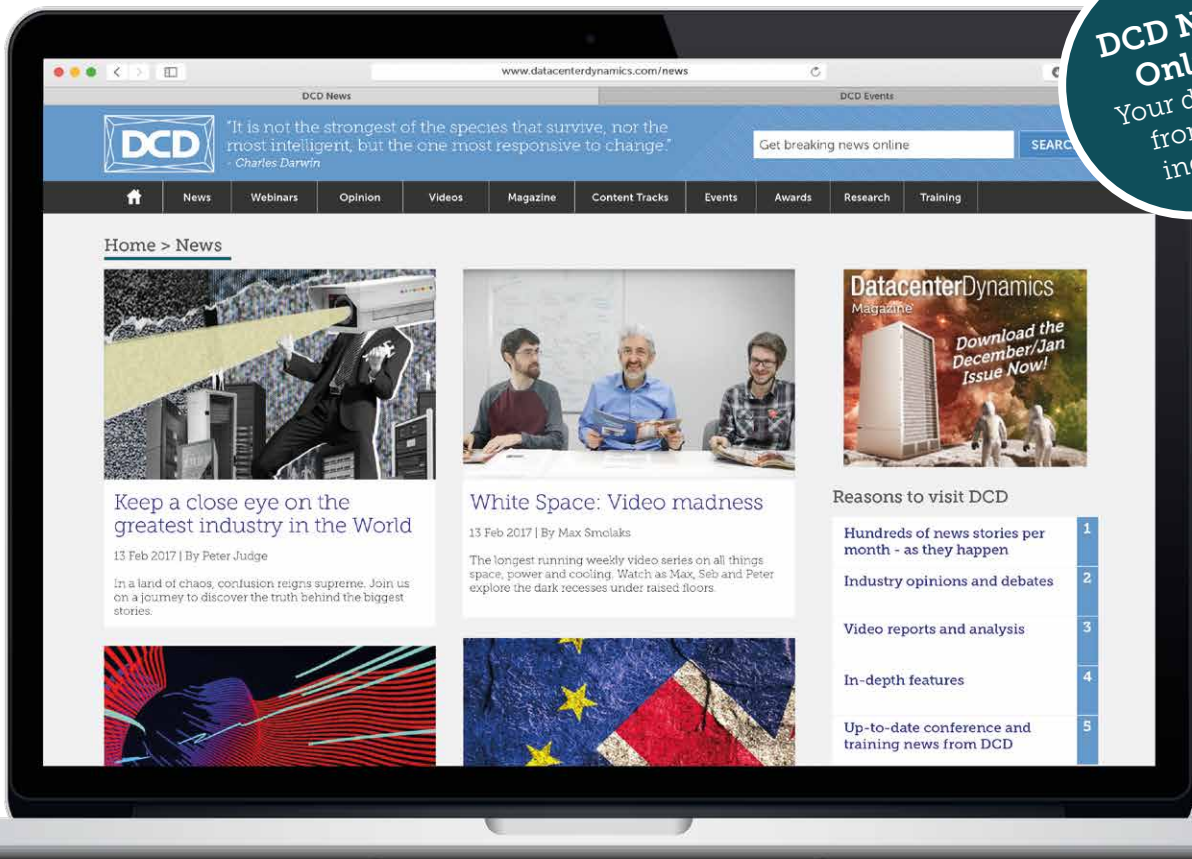 DCD
Your
from
www.datacenterdynamics.com/news
DCD News
DCD Events
DCD
"It is not the strongest of the species that survive, nor the
most intelligent, but the one most responsive to change."
- Charles Darwin
Get breaking news online
News
Webinars
Opinion
Videos
Magazine
Content Tracks
Events
Awards
Research
Training
Home > News
Keep a close eye on the
greatest industry in the World
13 Feb 2017 | By Peter Judge
In a land of chaos, confusion reigns supreme. Join us
on a journey to discover the truth behind the biggest
stories.
White Space: Video madness
13 Feb 2017 | By Max Smolaks
The longest running weekly video series on all things
space, power and cooling. Watch as Max, Seb and Peter
explore the dark recesses under raised floors.
DatacenterDynamics
Magazine
Download the
December/Jan
Issue Now!
Reasons to visit DCD
Hundreds of news stories per
month - as they happen
1
Industry opinions and debates
2
Video reports and analysis
3
In-depth features
4
Up-to-date conference and
training news from DCD
5